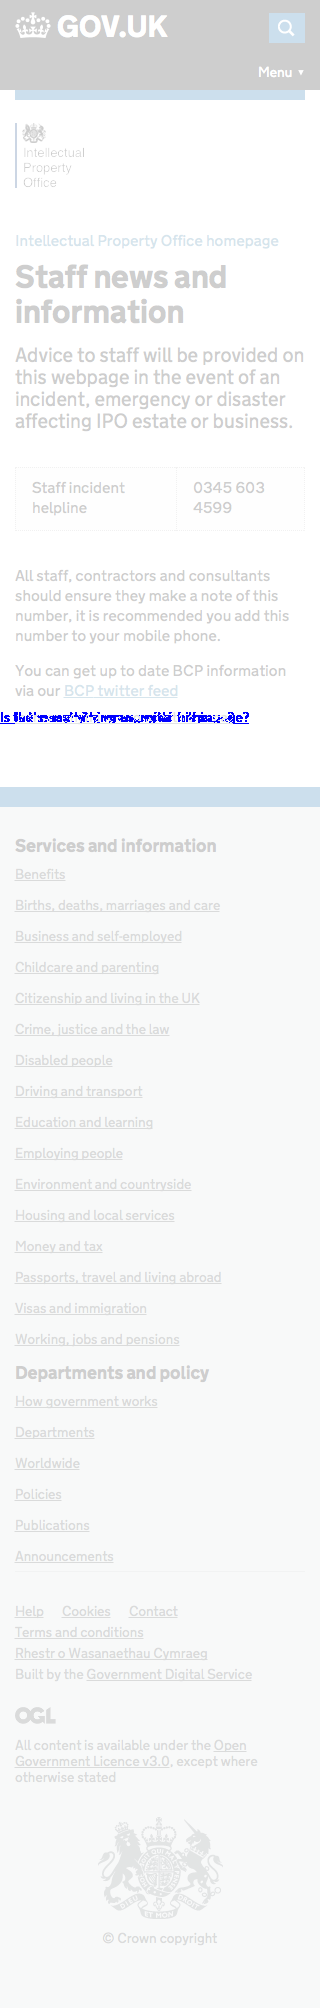 GOV.UK
Menu ▼
Intellectual
Property
Office
Intellectual Property Office homepage
Staff news and
information
Advice to staff will be provided on
this webpage in the event of an
incident, emergency or disaster
affecting IPO estate or business.
Staff incident
helpline
0345 603
4599
All staff, contractors and consultants
should ensure they make a note of this
number, it is recommended you add this
number to your mobile phone.
You can get up to date BCP information
via our BCP twitter feed
Is
Services and information
Benefits
Births, deaths, marriages and care
Business and self-employed
Childcare and parenting
Citizenship and living in the UK
Crime, justice and the law
Disabled people
Driving and transport
Education and learning
Employing people
Environment and countryside
Housing and local services
Money and tax
Passports, travel and living abroad
Visas and immigration
Working, jobs and pensions
Departments and policy
How government works
Departments
Worldwide
Policies
Publications
Announcements
Help Cookies Contact
Terms and conditions
Rhestr o Wasanaethau Cymraeg
Built by the Government Digital Service
OGL
All content is available under the Open
Government Licence v3.0, except where
otherwise stated
© Crown copyright